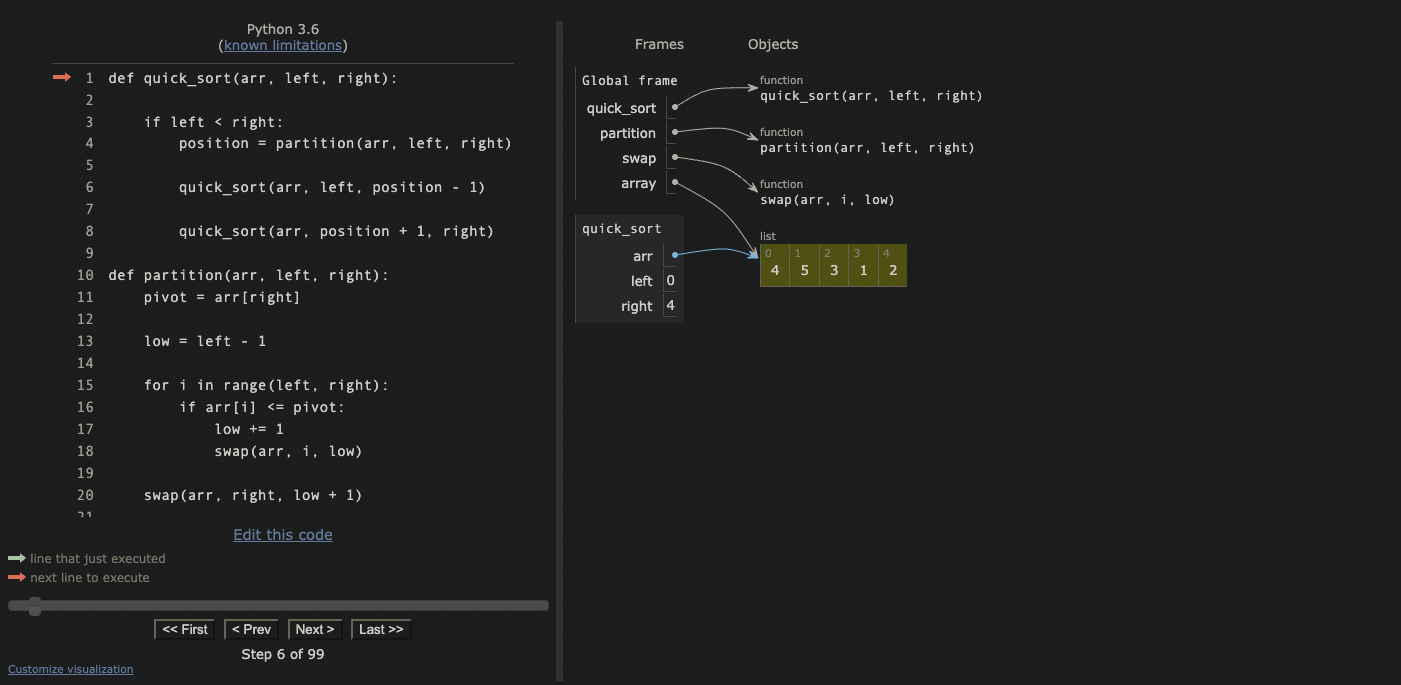 Python 3.6
(known limitations)
1 def quick_sort(arr, left, right):
2
3 if left < right:
4 position = partition(arr, left, right)
5
6 quick_sort(arr, left, position - 1)
7
8 quick_sort(arr, position + 1, right)
9
10 def partition(arr, left, right):
11 pivot = arr[right]
12
13 low = left - 1
14
15 for i in range(left, right):
16 if arr[i] <= pivot:
17 low += 1
18 swap(arr, i, low)
19
20 swap(arr, right, low + 1)
21
Edit this code
line that just executed
next line to execute
<< First < Prev Next > Last >>
Step 6 of 99
Customize visualization
Frames Objects
Global frame
quick_sort
partition
swap
array
function
quick_sort(arr, left, right)
function
partition(arr, left, right)
function
swap(arr, i, low)
list
0 1 2 3 4
4 5 3 1 2
quick_sort
arr
left 0
right 4